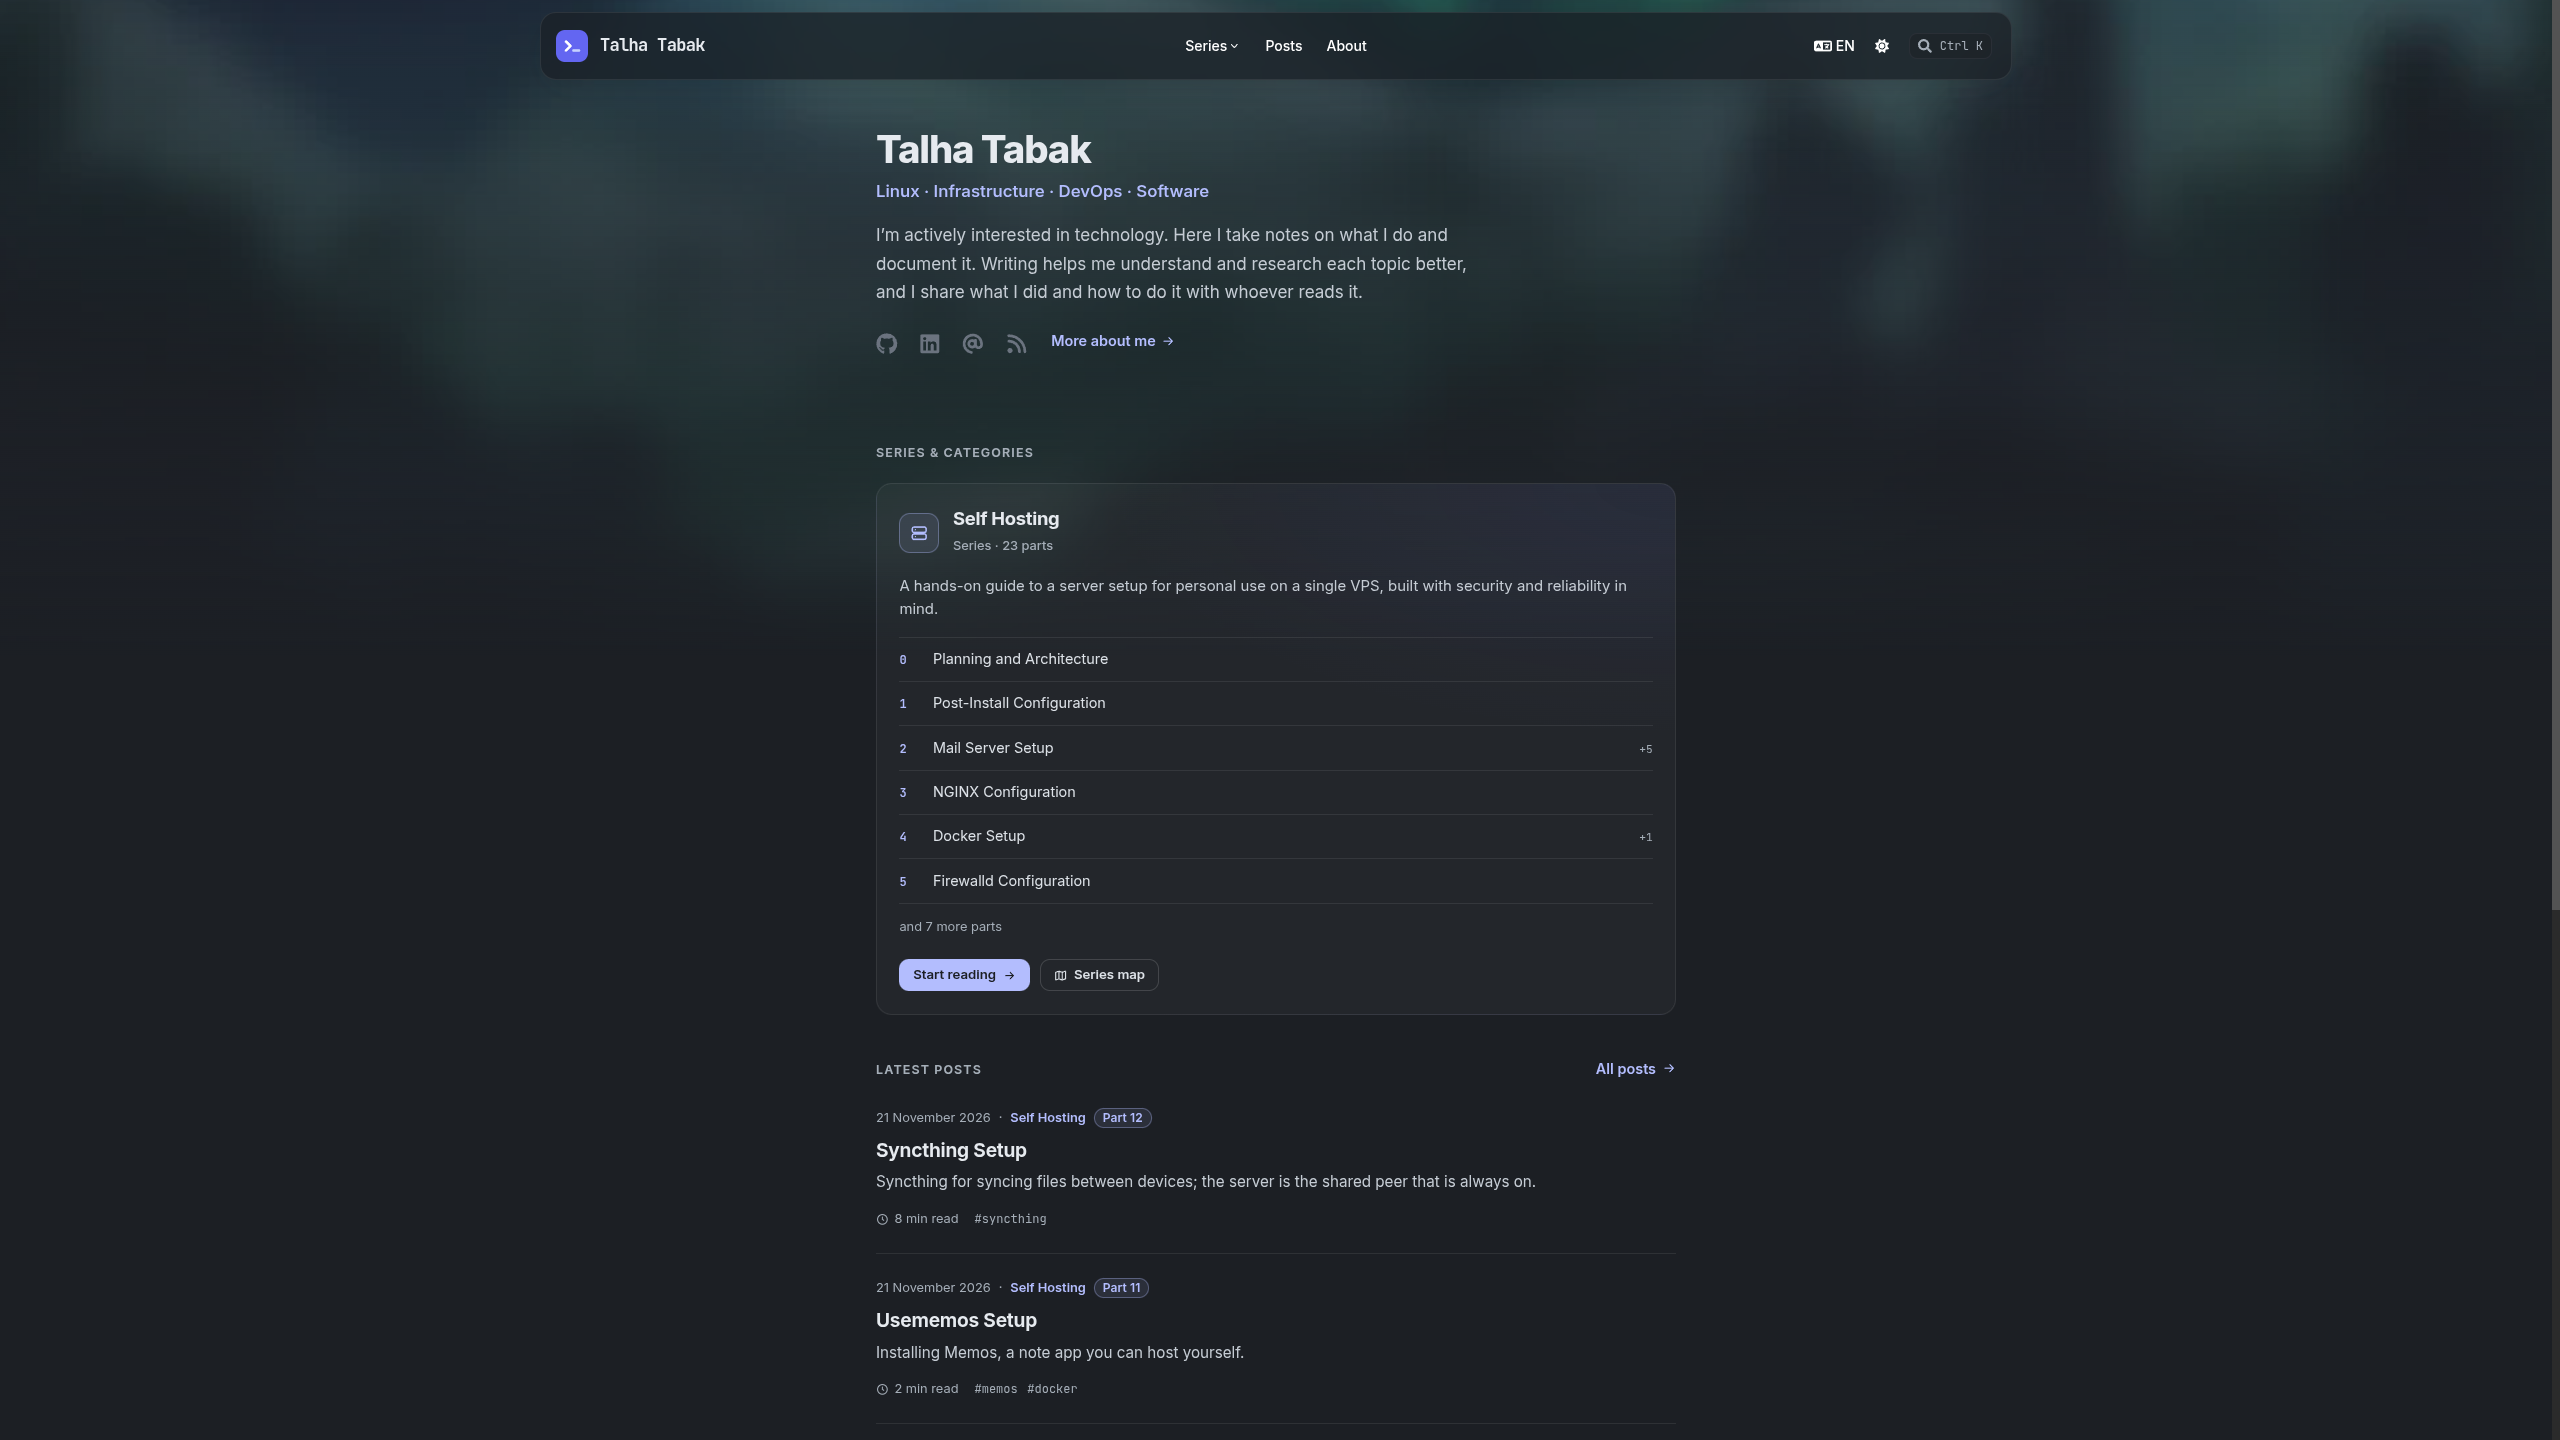 Talha Tabak
Series
Posts
About
EN
Ctrl K
Talha Tabak
Linux · Infrastructure · DevOps · Software
I'm actively interested in technology. Here I take notes on what I do and
document it. Writing helps me understand and research each topic better,
and I share what I did and how to do it with whoever reads it.
More about me →
SERIES & CATEGORIES
Self Hosting
Series · 23 parts
A hands-on guide to a server setup for personal use on a single VPS, built with security and reliability in
mind.
0 Planning and Architecture
1 Post-Install Configuration
2 Mail Server Setup +5
3 NGINX Configuration
4 Docker Setup +1
5 Firewalld Configuration
and 7 more parts
Start reading →
Series map
LATEST POSTS
All posts →
21 November 2026 · Self Hosting Part 12
Syncthing Setup
Syncthing for syncing files between devices; the server is the shared peer that is always on.
8 min read #syncthing
21 November 2026 · Self Hosting Part 11
Usememos Setup
Installing Memos, a note app you can host yourself.
2 min read #memos #docker